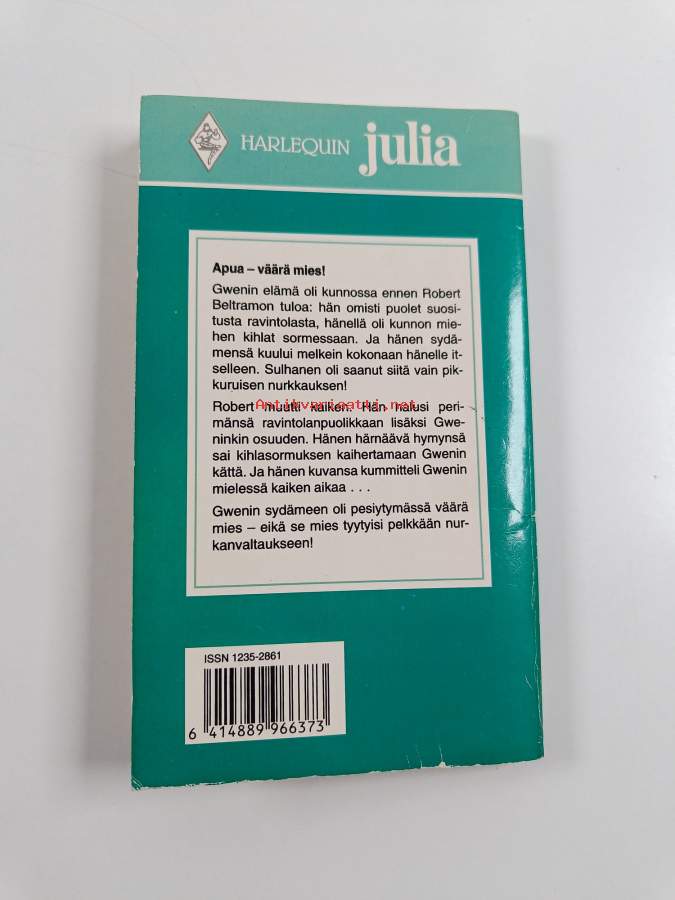 HARLEQUIN julia
Apua – väärä mies!
Gwenin elämä oli kunnossa ennen Robert
Beltramon tuloa: hän omisti puolet suosi-
tusta ravintolasta, hänellä oli kunnon mie-
hen kihlat sormessaan. Ja hänen sydä-
mensä kuului melkein kokonaan hänelle it-
selleen. Sulhanen oli saanut siitä vain pik-
kuruisen nurkkauksen!
Robert muutti kaiken. Hän halusi peri-
Antikvariaatti.net
mänsä ravintolanpuolikkaan lisäksi Gwe-
ninkin osuuden. Hänen härnäävä hymynsä
sai kihlasormuksen kaihertamaan Gwenin
kättä. Ja hänen kuvansa kummitteli Gwenin
mielessä kaiken aikaa . . .
Gwenin sydämeen oli pesiytymässä väärä
mies – eikä se mies tyytyisi pelkkään nur-
kanvaltaukseen!
ISSN 1235-2861
6 414889 966373